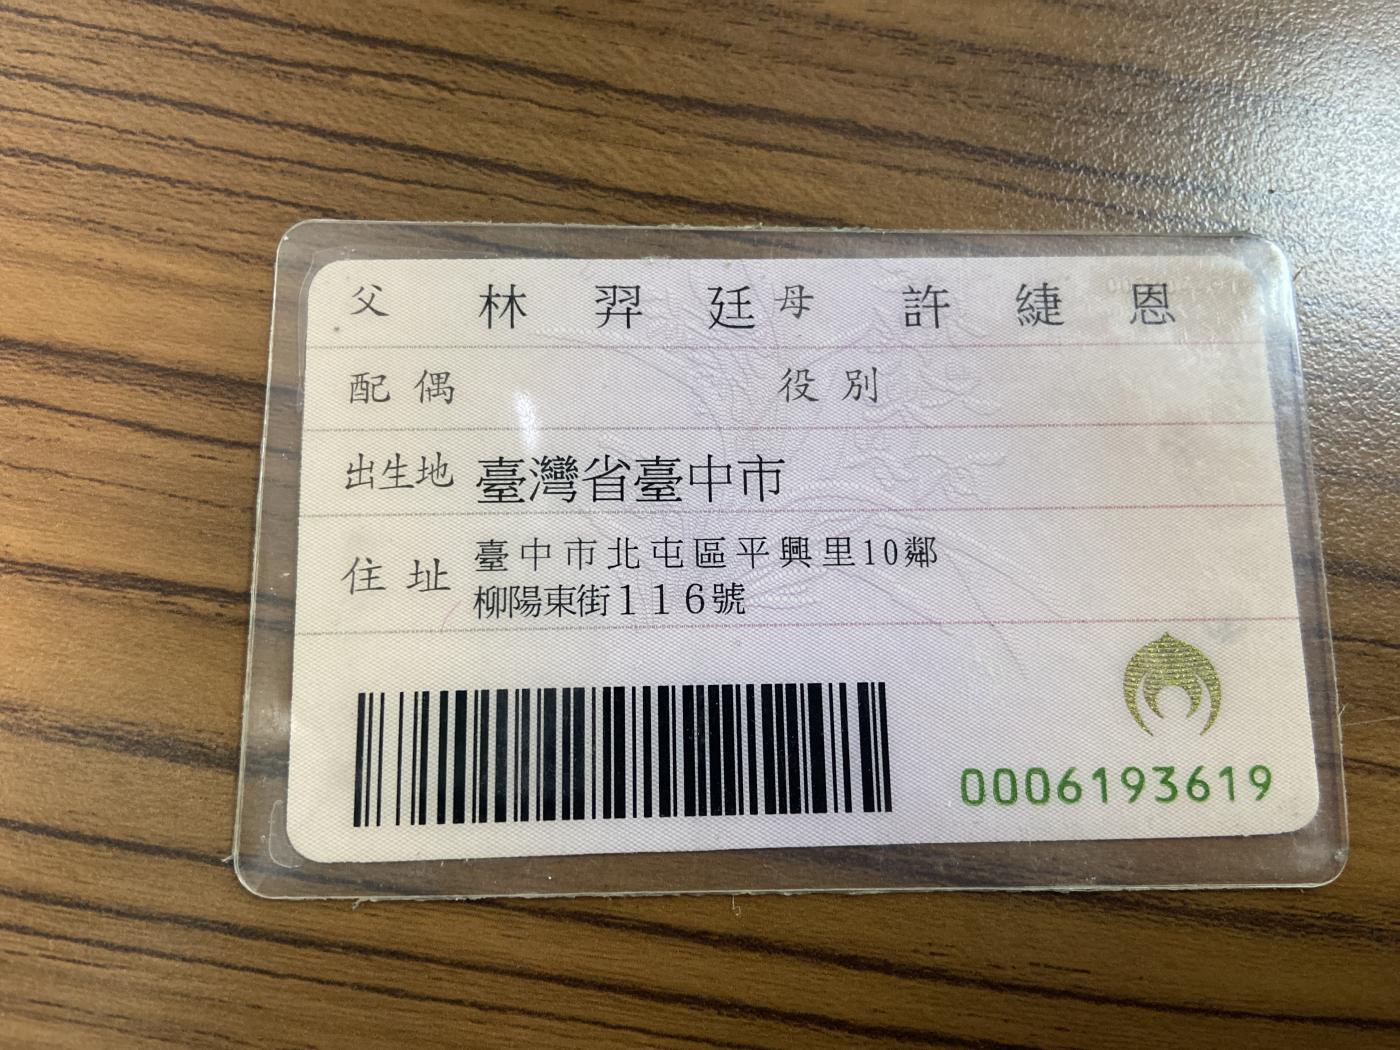 父 林羿廷 母 許緁恩
配偶 役別
出生地 臺灣省臺中市
住址 臺中市北屯區平興里10鄰
柳陽東街116號
0006193619